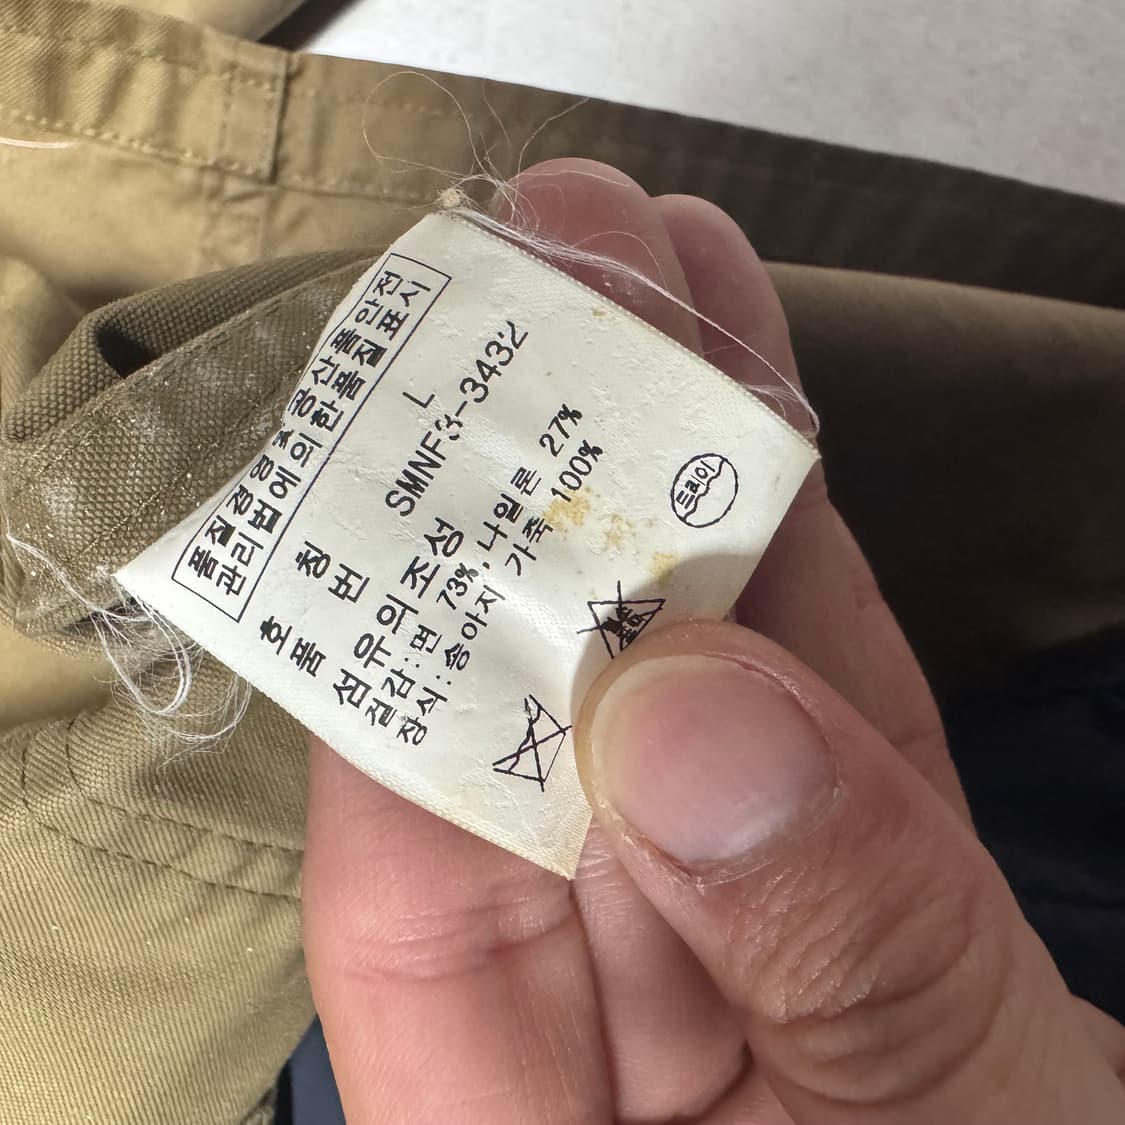 품질경영 및 공산품안전
관리법에 의한 품질표시
호 칭 L
품 번 SMNF3-3432
섬유의 조성
겉감:면 73%, 나일론 27%
장식:송아지 가죽 100%
드라이